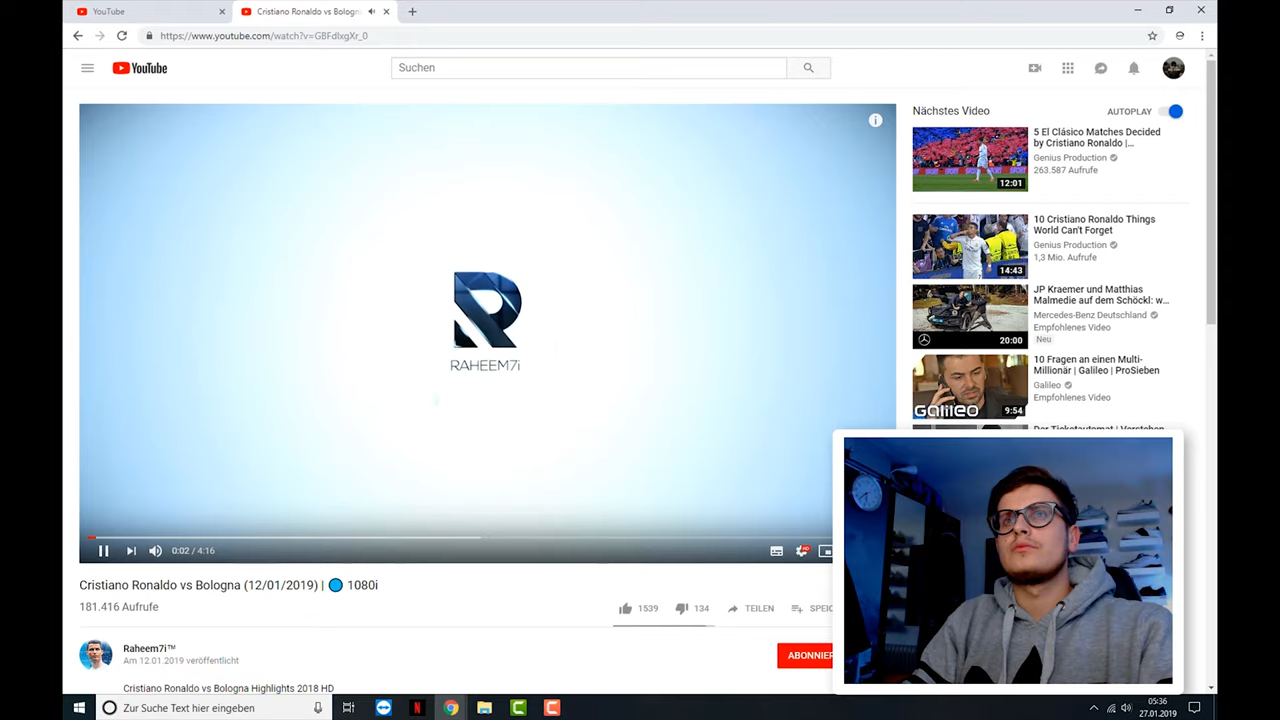 YouTube
Cristiano Ronaldo vs Bologn
https://www.youtube.com/watch?v=GBFdlxgXr_0
YouTube
Suchen
RAHEEM7i
0:02 / 4:16
HD
Cristiano Ronaldo vs Bologna (12/01/2019) | 🔵 1080i
181.416 Aufrufe
1539
134
TEILEN
SPEIC
Raheem7i™
Am 12.01.2019 veröffentlicht
ABONNIER
Cristiano Ronaldo vs Bologna Highlights 2018 HD
Nächstes Video
AUTOPLAY
12:01
5 El Clásico Matches Decided
by Cristiano Ronaldo |...
Genius Production
263.587 Aufrufe
14:43
10 Cristiano Ronaldo Things
World Can't Forget
Genius Production
1,3 Mio. Aufrufe
20:00
JP Kraemer und Matthias
Malmedie auf dem Schöckl: w...
Mercedes-Benz Deutschland
Empfohlenes Video
Neu
Galileo
9:54
10 Fragen an einen Multi-
Millionär | Galileo | ProSieben
Galileo
Empfohlenes Video
Der Ticketautomat | Verstehen
Zur Suche Text hier eingeben
05:36
27.01.2019